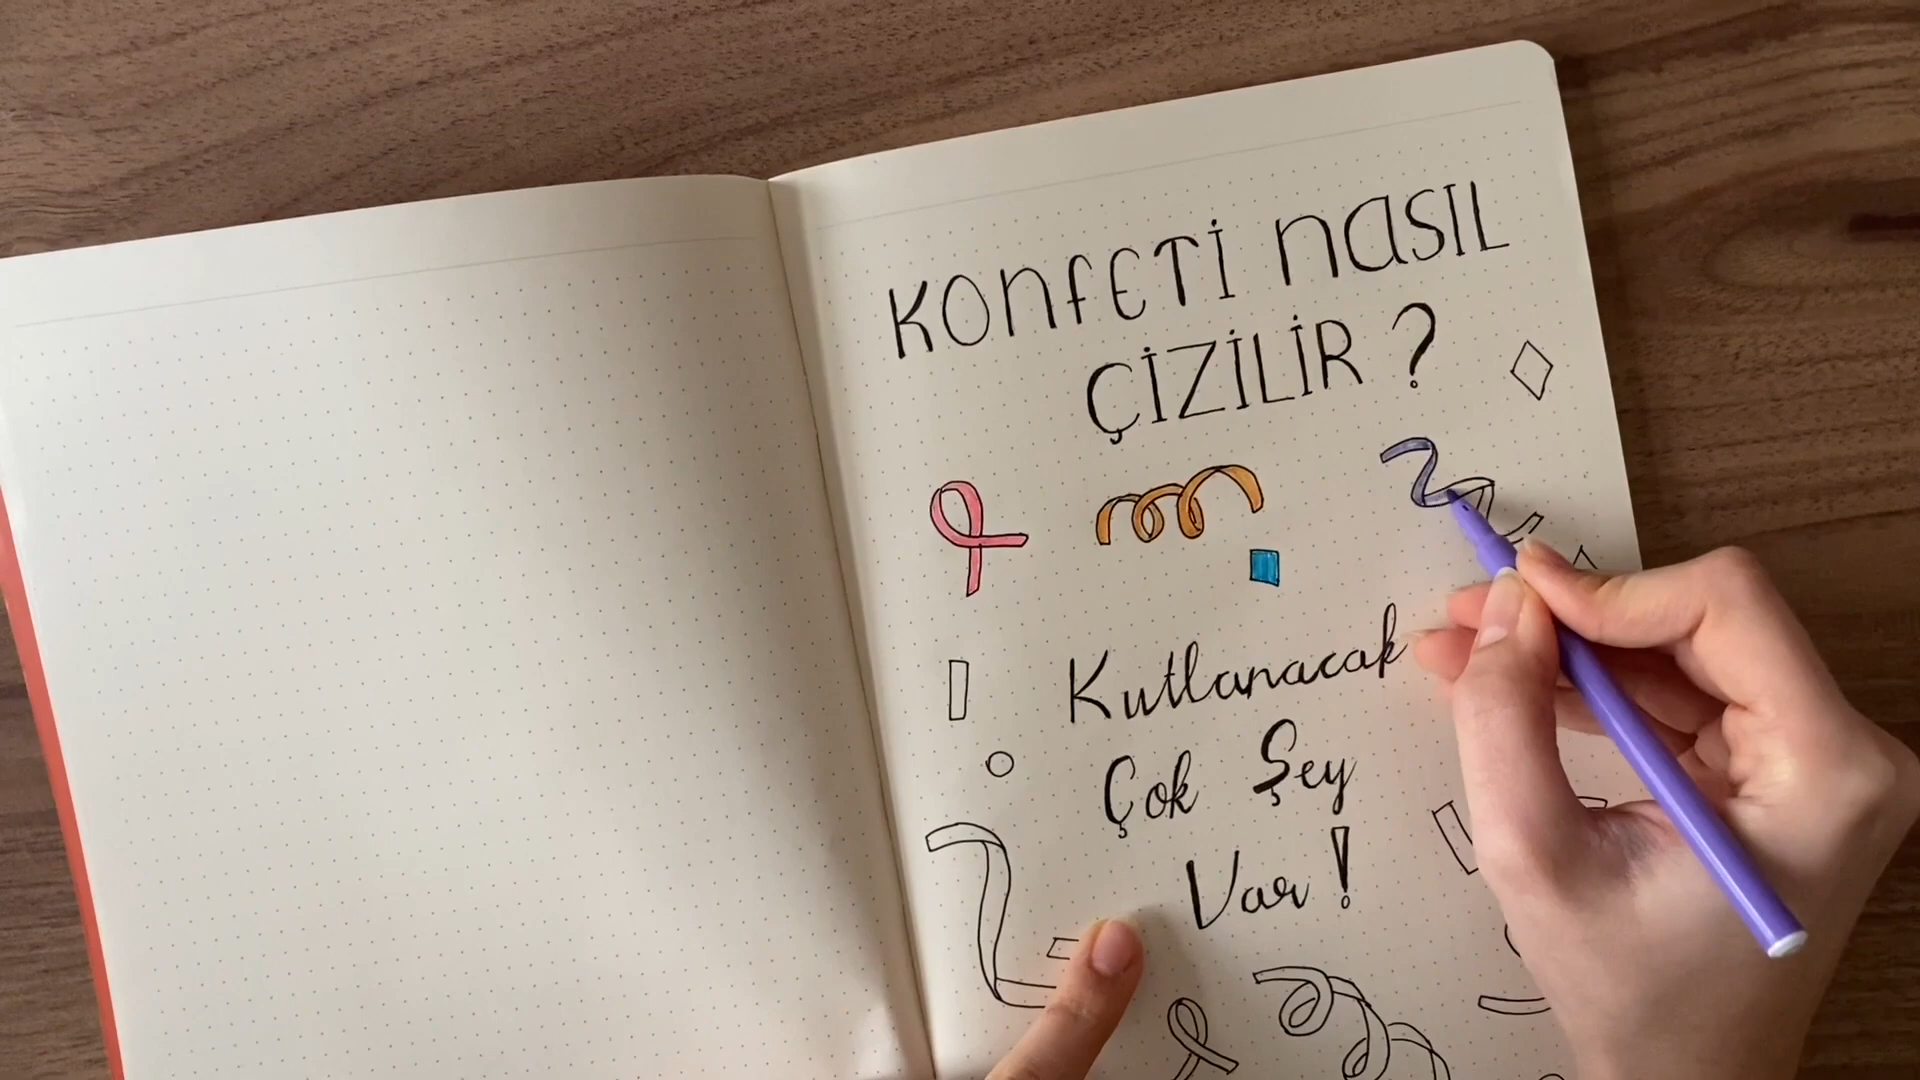 KONFETİ NASIL
ÇİZİLİR ?
Kutlanacak
Çok Şey
Var !